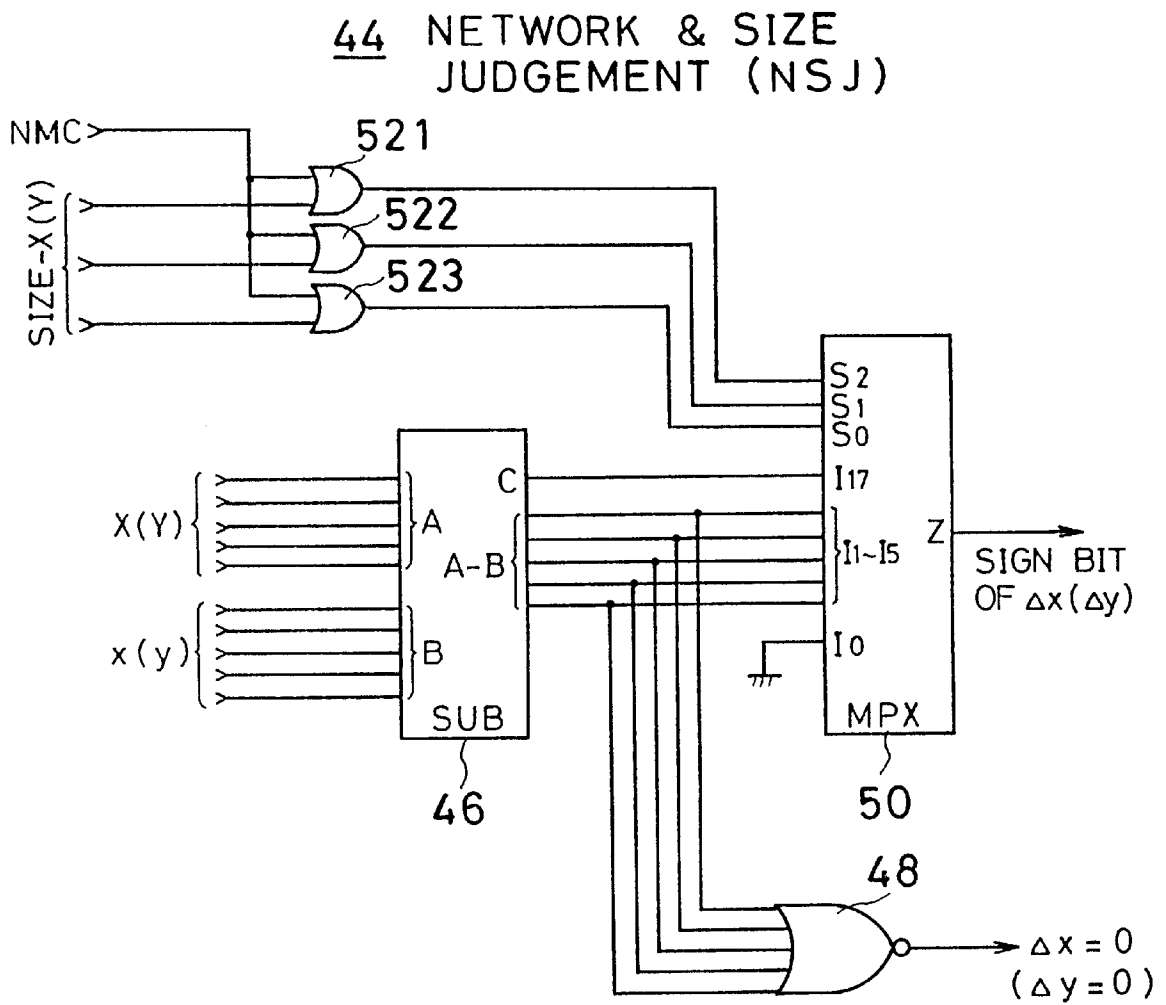 44 NETWORK & SIZE
JUDGEMENT (NSJ)
NMC
521
SIZE-X(Y)
522
523
S2
S1
S0
C
I17
X(Y)
A
A-B
I1~I5
Z
SIGN BIT
OF Δx(Δy)
x(y)
B
I0
SUB
MPX
46
50
48
Δx=0
(Δy=0)